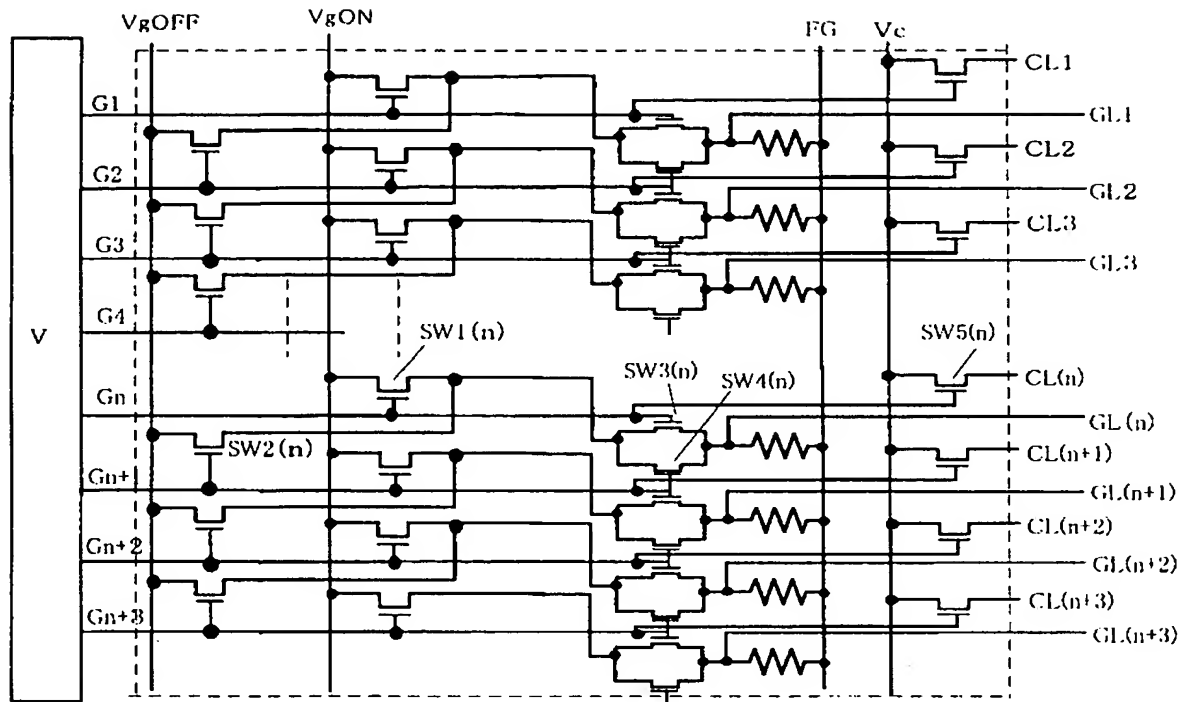 VgOFF VgON FG Vc
CL1
G1 GL1
CL2
G2 GL2
CL3
G3 GL3
G4
V
SW1(n) SW5(n)
SW3(n) CL(n)
SW4(n)
Gn GL(n)
SW2(n) CL(n+1)
Gn+1 GL(n+1)
CL(n+2)
Gn+2 GL(n+2)
CL(n+3)
Gn+3 GL(n+3)